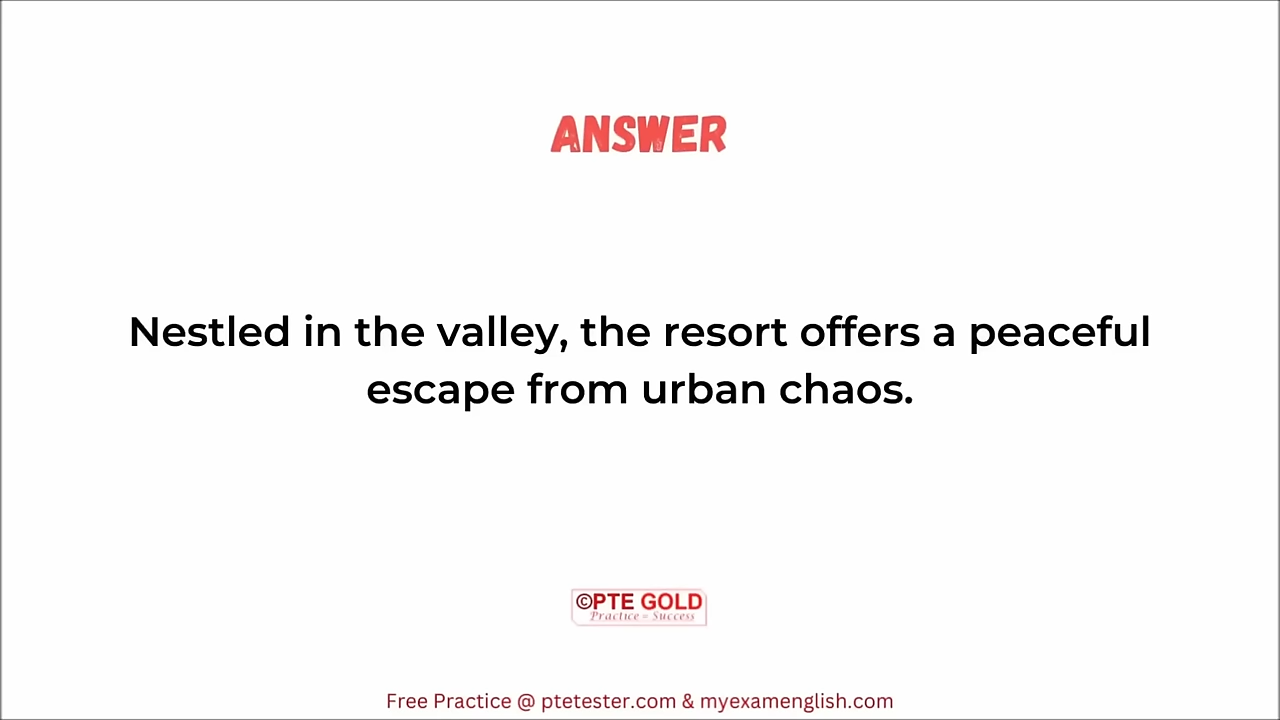 ANSWER
Nestled in the valley, the resort offers a peaceful
escape from urban chaos.
©PTE GOLD
Practice = Success
Free Practice @ ptetester.com & myexamenglish.com